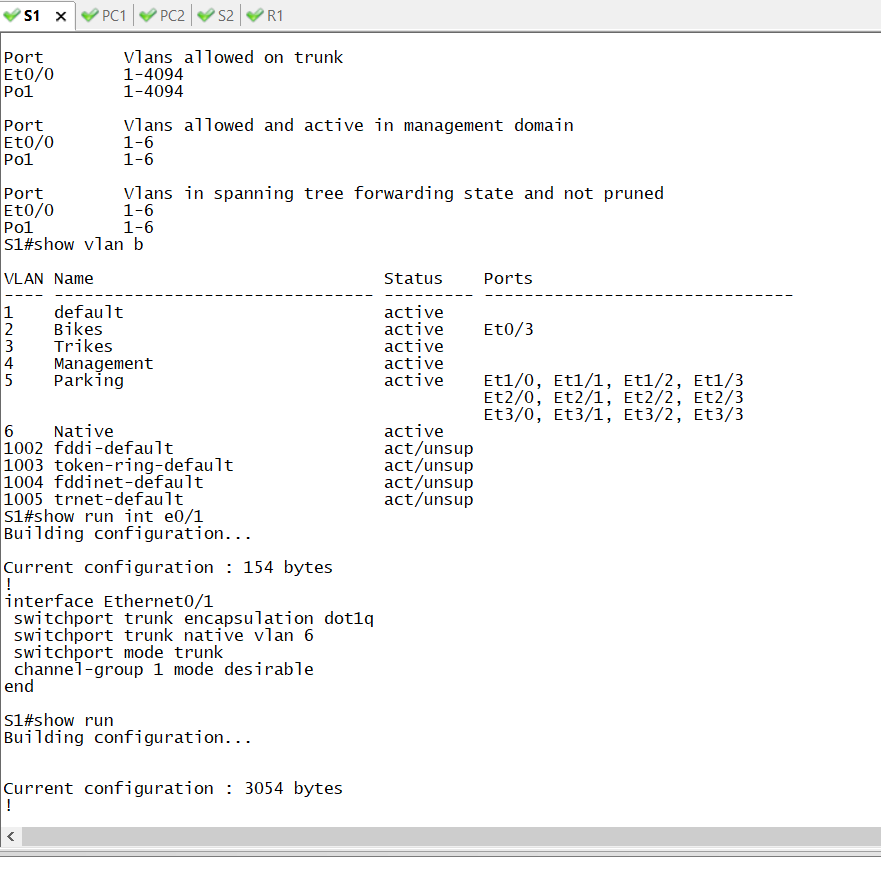 S1 PC1 PC2 S2 R1
Port        Vlans allowed on trunk
Et0/0       1-4094
Po1         1-4094
Port        Vlans allowed and active in management domain
Et0/0       1-6
Po1         1-6
Port        Vlans in spanning tree forwarding state and not pruned
Et0/0       1-6
Po1         1-6
S1#show vlan b
VLAN Name                             Status    Ports
---- -------------------------------- --------- -------------------------------
1    default                          active
2    Bikes                            active    Et0/3
3    Trikes                           active
4    Management                       active
5    Parking                          active    Et1/0, Et1/1, Et1/2, Et1/3
                                                Et2/0, Et2/1, Et2/2, Et2/3
                                                Et3/0, Et3/1, Et3/2, Et3/3
6    Native                           active
1002 fddi-default                     act/unsup
1003 token-ring-default               act/unsup
1004 fddinet-default                  act/unsup
1005 trnet-default                    act/unsup
S1#show run int e0/1
Building configuration...
Current configuration : 154 bytes
!
interface Ethernet0/1
 switchport trunk encapsulation dot1q
 switchport trunk native vlan 6
 switchport mode trunk
 channel-group 1 mode desirable
end
S1#show run
Building configuration...
Current configuration : 3054 bytes
!